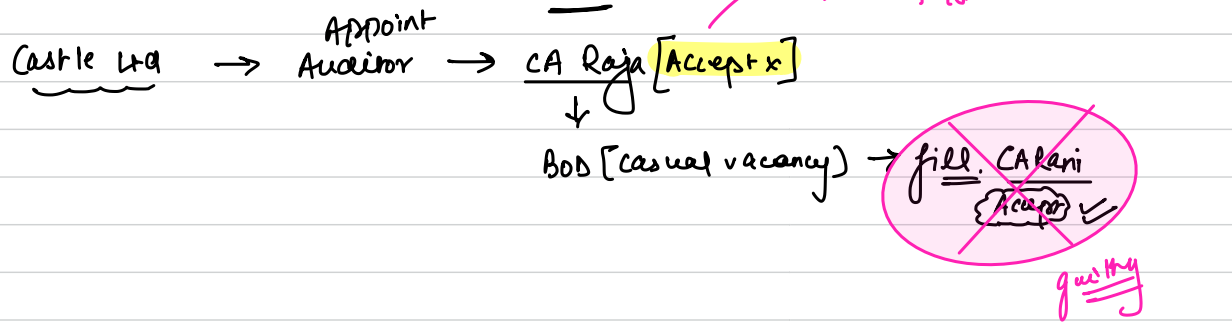 Appoint
Castle Ltd → Auditor → CA Raja [Accept x]
↓
BOD [casual vacancy) → fill. CA Rani
Accept ✓
guilty